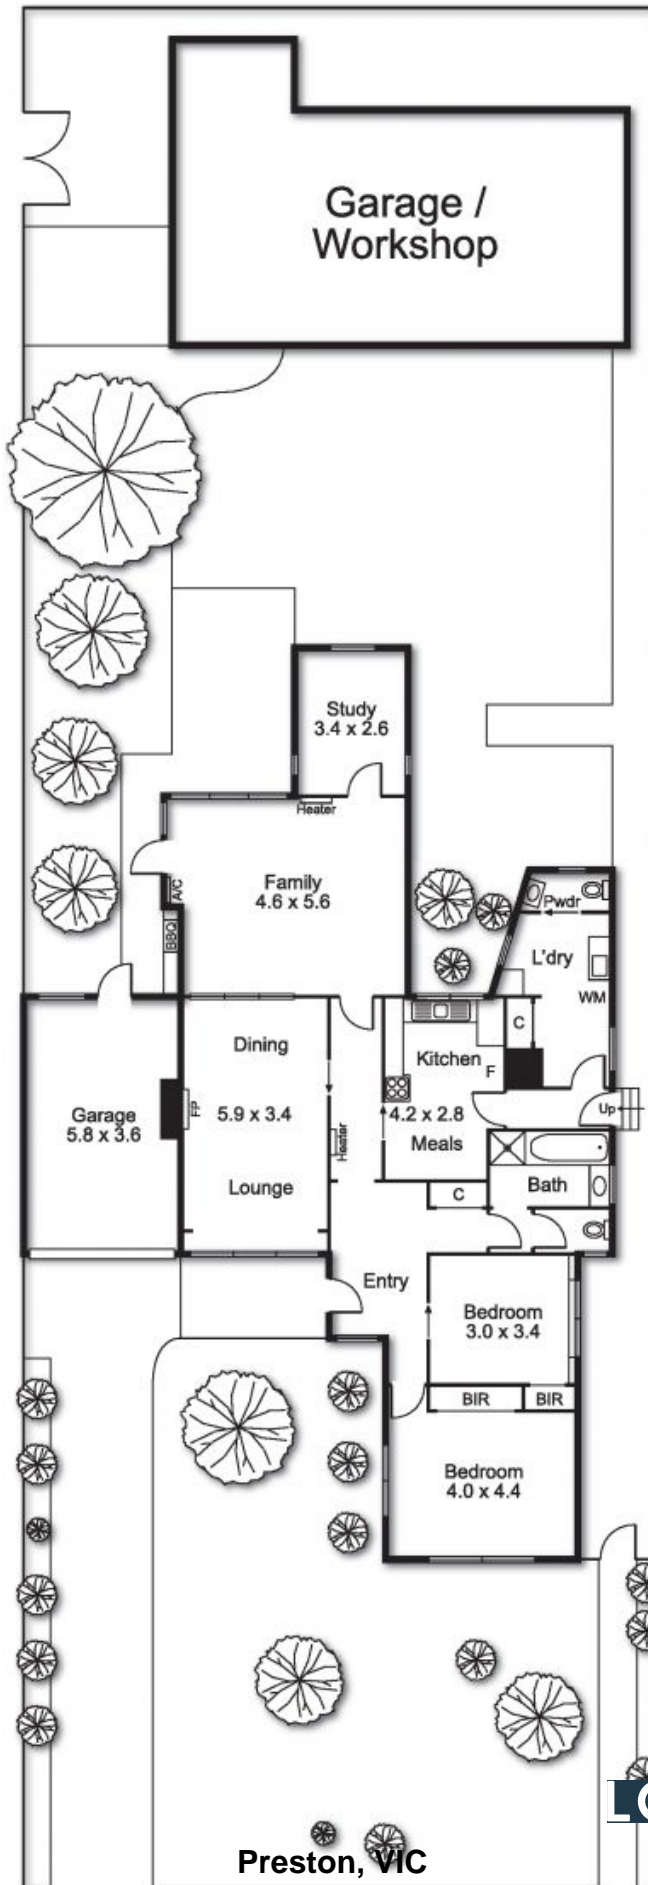 Garage /
Workshop
Study
3.4 x 2.6
Heater
A/C
Family
4.6 x 5.6
BBQ
Pwdr
L'dry
WM
C
Dining
Kitchen
F
Garage
5.8 x 3.6
FP
5.9 x 3.4
Heater
4.2 x 2.8
Meals
Up
Lounge
C
Bath
Entry
Bedroom
3.0 x 3.4
BIR
BIR
Bedroom
4.0 x 4.4
Preston, VIC